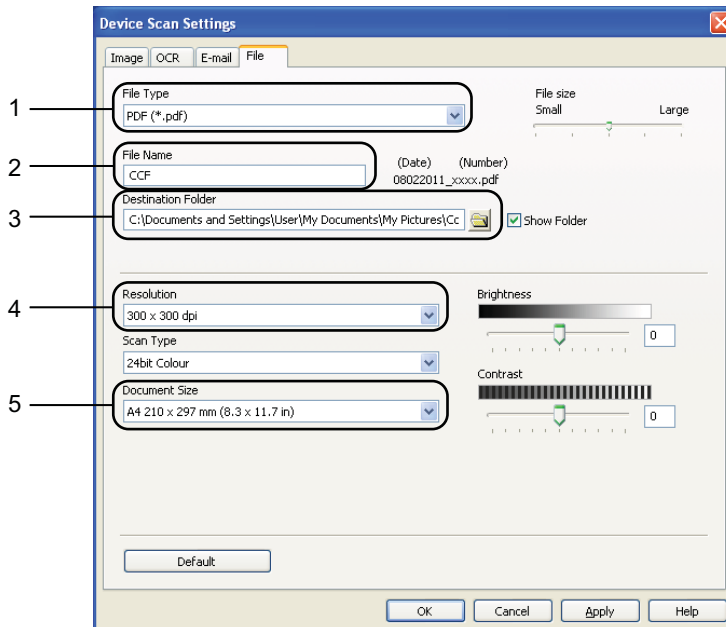 Device Scan Settings
Image OCR E-mail File
1
File Type
PDF (*.pdf)
File size
Small Large
2
File Name
CCF
(Date) (Number)
08022011_xxxx.pdf
3
Destination Folder
C:\Documents and Settings\User\My Documents\My Pictures\Cc
Show Folder
4
Resolution
300 x 300 dpi
Brightness
0
Scan Type
24bit Colour
Contrast
0
5
Document Size
A4 210 x 297 mm (8.3 x 11.7 in)
Default
OK Cancel Apply Help